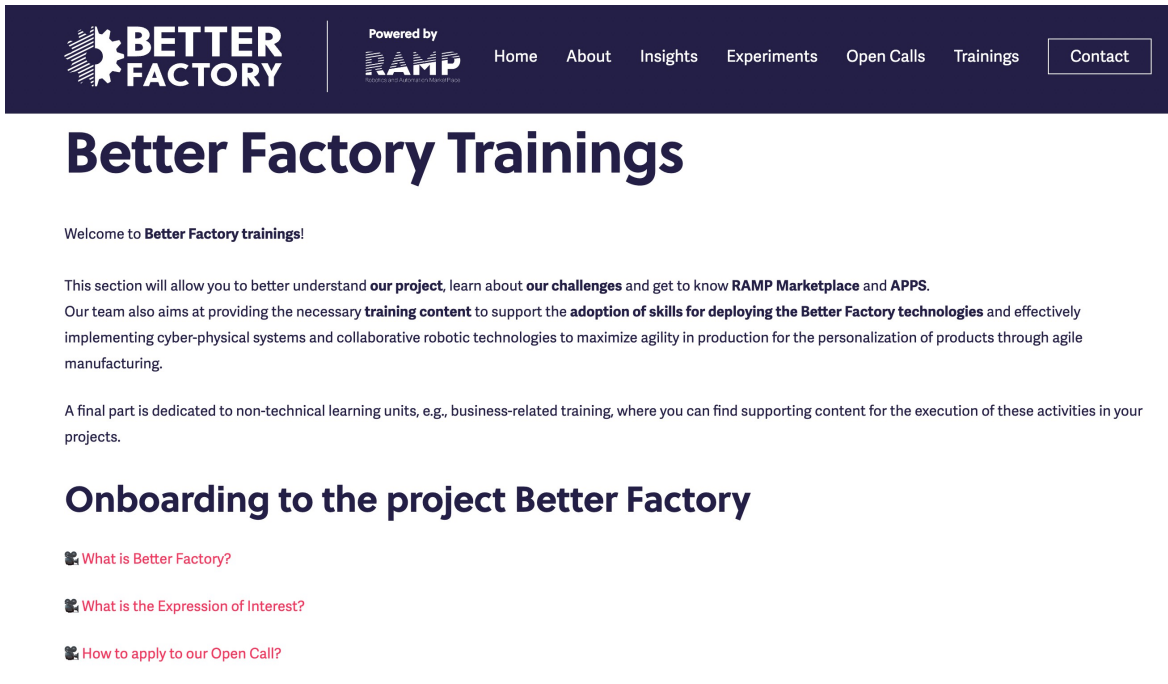 BETTER
FACTORY
Powered by
RAMP
Robotics and Automation MarketPlace
Home
About
Insights
Experiments
Open Calls
Trainings
Contact
Better Factory Trainings
Welcome to Better Factory trainings!
This section will allow you to better understand our project, learn about our challenges and get to know RAMP Marketplace and APPS.
Our team also aims at providing the necessary training content to support the adoption of skills for deploying the Better Factory technologies and effectively
implementing cyber-physical systems and collaborative robotic technologies to maximize agility in production for the personalization of products through agile
manufacturing.
A final part is dedicated to non-technical learning units, e.g., business-related training, where you can find supporting content for the execution of these activities in your
projects.
Onboarding to the project Better Factory
What is Better Factory?
What is the Expression of Interest?
How to apply to our Open Call?